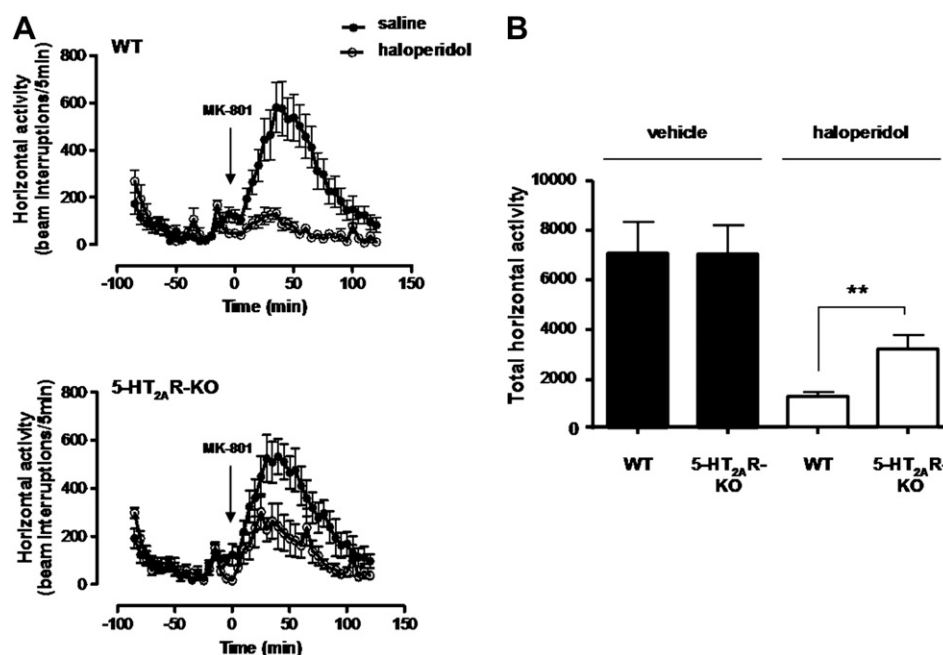 A
WT
saline
haloperidol
Horizontal activity
(beam interruptions/5min)
800
600
400
200
0
MK-801
-100 -50 0 50 100 150
Time (min)
5-HT2AR-KO
Horizontal activity
(beam interruptions/5min)
800
600
400
200
0
MK-801
-100 -50 0 50 100 150
Time (min)
B
vehicle haloperidol
Total horizontal activity
10000
8000
6000
4000
2000
0
**
WT 5-HT2AR-KO WT 5-HT2AR-KO